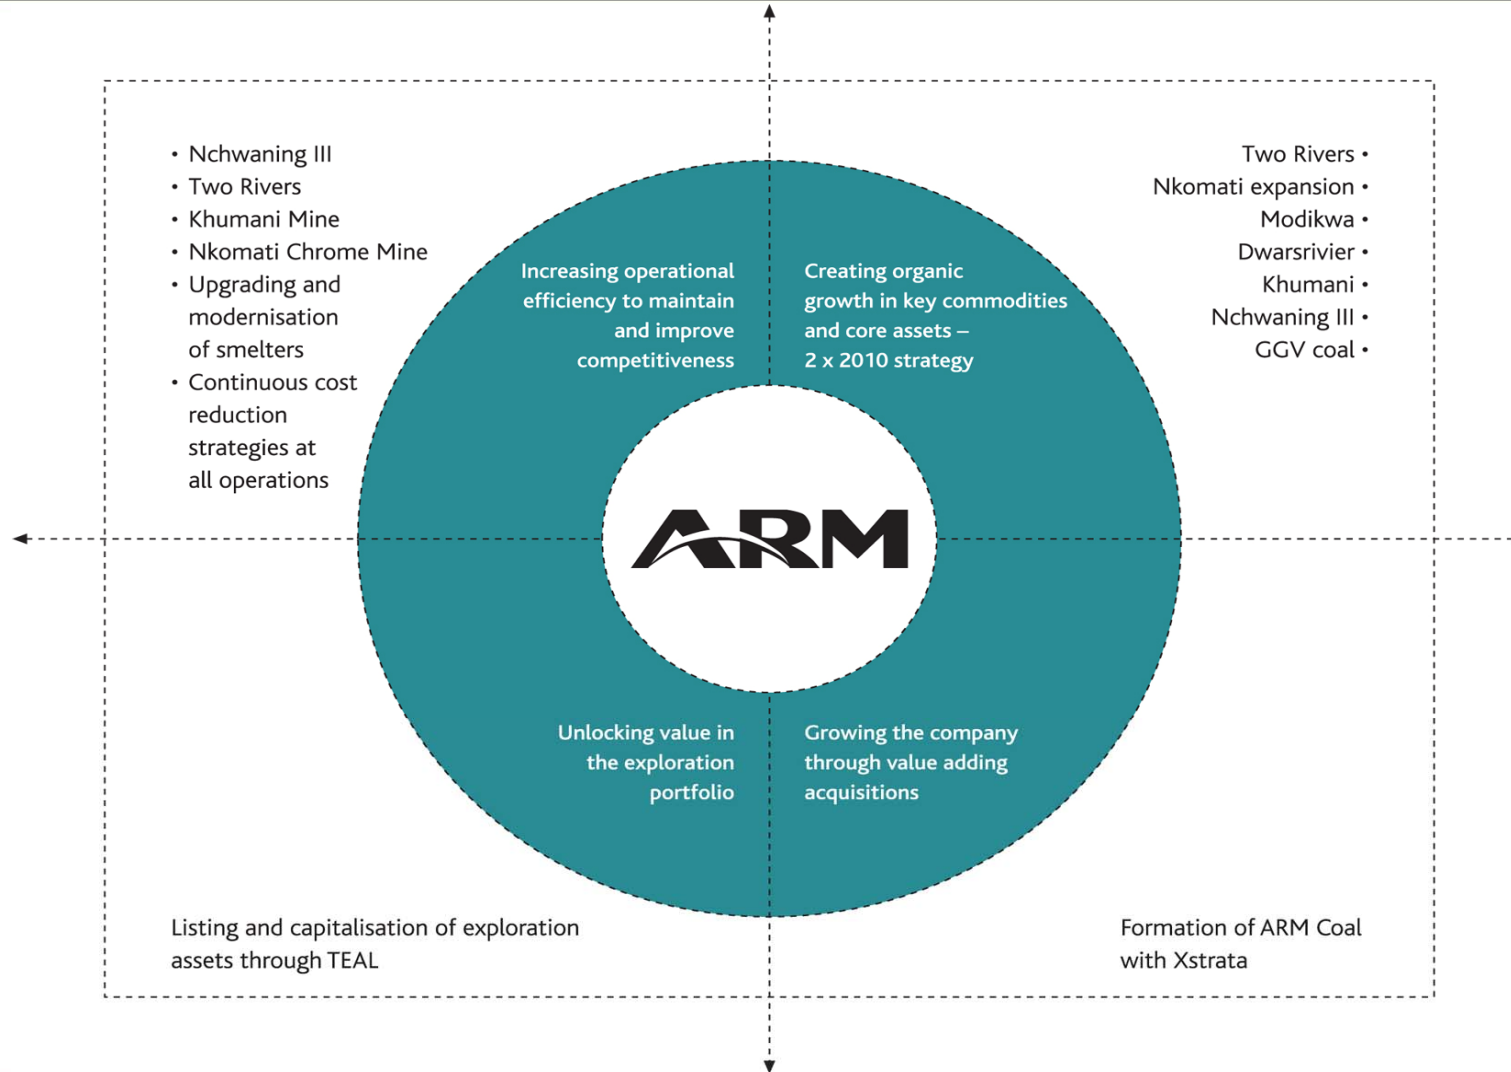 • Nchwaning III
• Two Rivers
• Khumani Mine
• Nkomati Chrome Mine
• Upgrading and
modernisation
of smelters
• Continuous cost
reduction
strategies at
all operations
Two Rivers •
Nkomati expansion •
Modikwa •
Dwarsrivier •
Khumani •
Nchwaning III •
GGV coal •
Increasing operational
efficiency to maintain
and improve
competitiveness
Creating organic
growth in key commodities
and core assets –
2 x 2010 strategy
ARM
Unlocking value in
the exploration
portfolio
Growing the company
through value adding
acquisitions
Listing and capitalisation of exploration
assets through TEAL
Formation of ARM Coal
with Xstrata